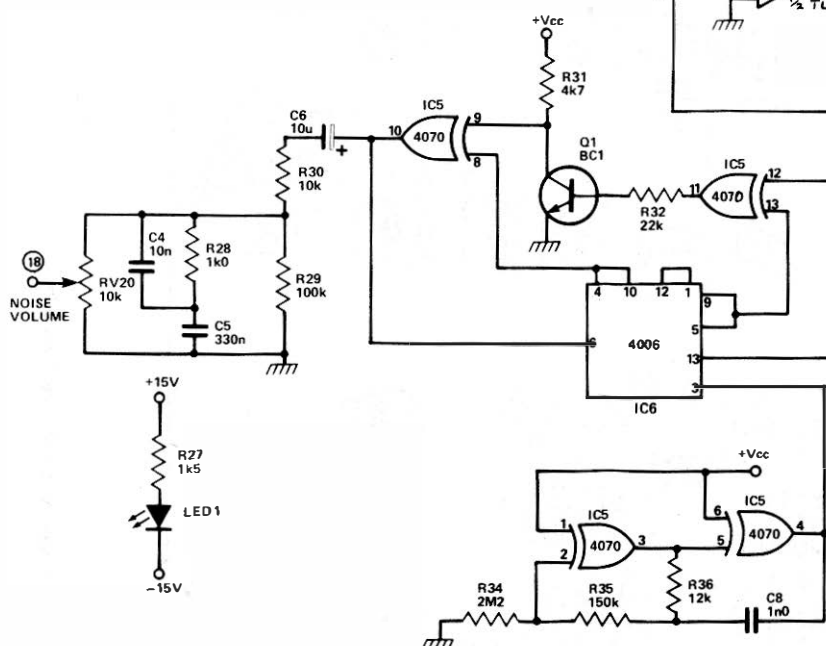 ½ TL
+Vcc
R31
4k7
IC5
9
10
4070
8
C6
10u
+
Q1
BC1
IC5
12
11
4070
13
R30
10k
R32
22k
C4
10n
R28
1k0
18
NOISE
VOLUME
RV20
10k
R29
100k
C5
330n
4
10
12
1
9
5
6
4006
13
3
IC6
+15V
R27
1k5
LED1
–15V
+Vcc
IC5
1
4070
3
2
IC5
6
4070
4
5
R34
2M2
R35
150k
R36
12k
C8
1n0